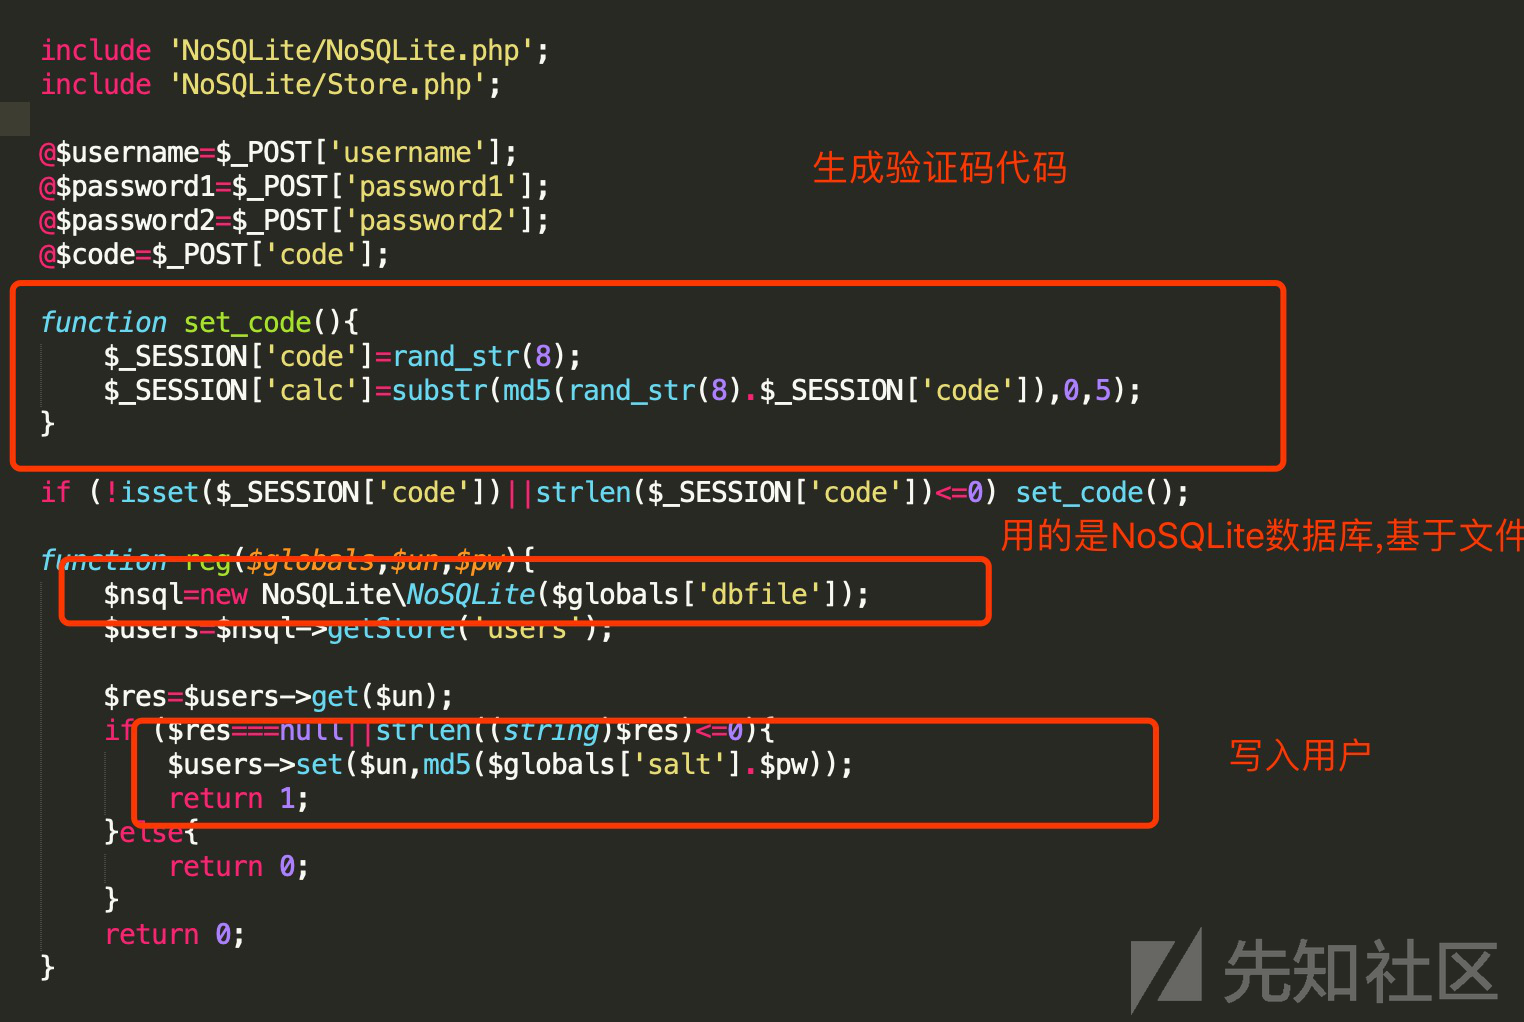 include 'NoSQLite/NoSQLite.php';
include 'NoSQLite/Store.php';
@$username=$_POST['username'];
生成验证码代码
@$password1=$_POST['password1'];
@$password2=$_POST['password2'];
@$code=$_POST['code'];
function set_code(){
$_SESSION['code']=rand_str(8);
$_SESSION['calc']=substr(md5(rand_str(8).$_SESSION['code']),0,5);
}
if (!isset($_SESSION['code'])||strlen($_SESSION['code'])<=0) set_code();
用的是NoSQLite数据库,基于文件
function reg($globals,$un,$pw){
$nsql=new NoSQLite\NoSQLite($globals['dbfile']);
$users=$nsql->getStore('users');
$res=$users->get($un);
if ($res===null||strlen((string)$res)<=0){
$users->set($un,md5($globals['salt'].$pw));
写入用户
return 1;
}else{
return 0;
}
return 0;
}
先知社区